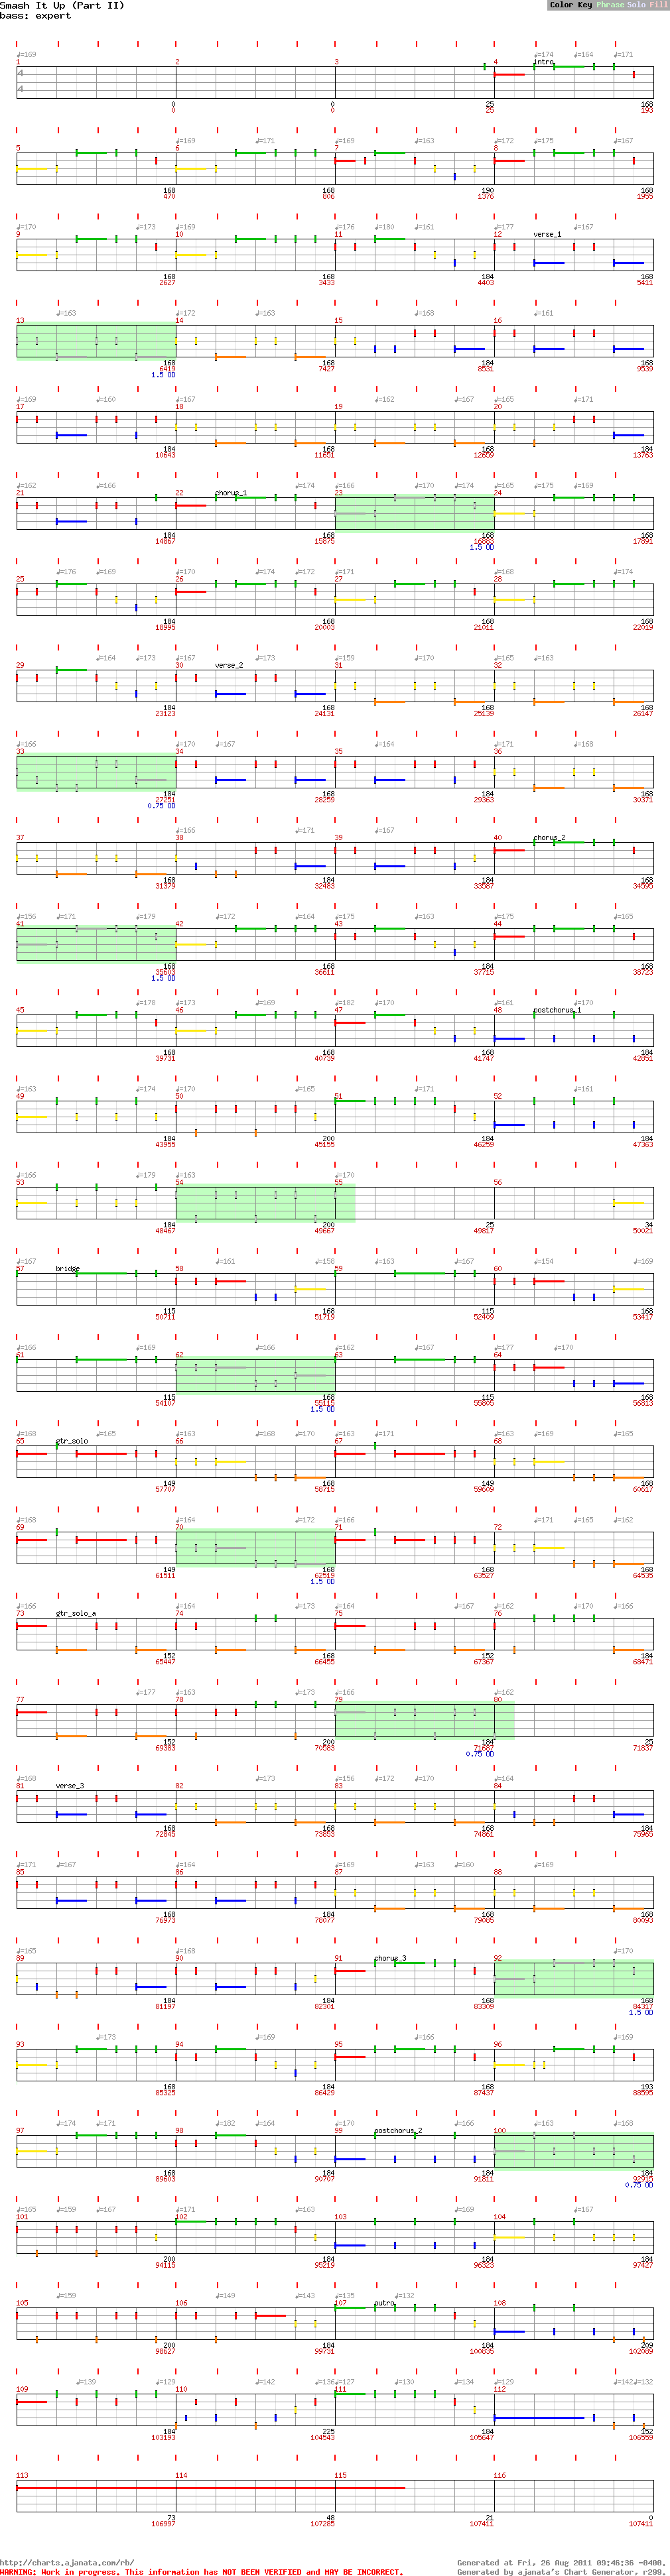 Smash It Up (Part II)
Color Key Phrase Solo Fill
bass: expert
♩=169 ♩=174 ♩=164 ♩=171
1 2 3 4 intro
4
4
0 0 25 168
0 0 25 193
♩=169 ♩=171 ♩=169 ♩=163 ♩=172 ♩=175 ♩=167
5 6 7 8
168 168 190 168
470 806 1376 1955
♩=170 ♩=173 ♩=169 ♩=176 ♩=180 ♩=161 ♩=177 ♩=167
9 10 11 12 verse_1
168 168 184 184
2627 3433 4403 5411
♩=163 ♩=172 ♩=163 ♩=168 ♩=161
13 14 15 16
168 168 184 168
6419 7427 8531 9539
1.5 OD
♩=169 ♩=160 ♩=167 ♩=162 ♩=167 ♩=165 ♩=171
17 18 19 20
184 168 168 184
10643 11651 12659 13763
♩=162 ♩=166 ♩=174 ♩=166 ♩=170 ♩=174 ♩=165 ♩=175 ♩=169
21 22 chorus_1 23 24
184 168 168 168
14867 15875 16883 17891
1.5 OD
♩=176 ♩=169 ♩=170 ♩=174 ♩=172 ♩=171 ♩=168 ♩=174
25 26 27 28
184 168 168 168
18995 20003 21011 22019
♩=164 ♩=173 ♩=167 ♩=173 ♩=159 ♩=170 ♩=165 ♩=163
29 30 verse_2 31 32
184 168 168 168
23123 24131 25139 26147
♩=166 ♩=170 ♩=167 ♩=164 ♩=171 ♩=168
33 34 35 36
184 168 184 168
27251 28259 29363 30371
0.75 OD
♩=166 ♩=171 ♩=167
37 38 39 40 chorus_2
168 184 184 168
31379 32483 33587 34595
♩=156 ♩=171 ♩=179 ♩=172 ♩=164 ♩=175 ♩=163 ♩=175 ♩=165
41 42 43 44
168 168 184 168
35603 36611 37715 38723
1.5 OD
♩=178 ♩=173 ♩=169 ♩=182 ♩=170 ♩=161 ♩=170
45 46 47 48 postchorus_1
168 168 168 184
39731 40739 41747 42851
♩=163 ♩=174 ♩=170 ♩=165 ♩=171 ♩=161
49 50 51 52
184 200 184 184
43955 45155 46259 47363
♩=166 ♩=179 ♩=163 ♩=170
53 54 55 56
184 200 25 34
48467 49667 49817 50021
♩=167 ♩=161 ♩=158 ♩=163 ♩=167 ♩=154 ♩=169
57 bridge 58 59 60
115 168 115 168
50711 51719 52409 53417
♩=166 ♩=169 ♩=166 ♩=162 ♩=167 ♩=177 ♩=170
61 62 63 64
115 168 115 168
54107 55115 55805 56813
1.5 OD
♩=168 ♩=165 ♩=163 ♩=168 ♩=170 ♩=163 ♩=171 ♩=163 ♩=169 ♩=165
65 gtr_solo 66 67 68
149 168 149 168
57707 58715 59609 60617
♩=168 ♩=164 ♩=172 ♩=166 ♩=171 ♩=165 ♩=162
69 70 71 72
149 168 168 168
61511 62519 63527 64535
1.5 OD
♩=166 ♩=164 ♩=173 ♩=164 ♩=167 ♩=162 ♩=170 ♩=166
73 gtr_solo_a 74 75 76
152 168 152 184
65447 66455 67367 68471
♩=177 ♩=163 ♩=173 ♩=166 ♩=162
77 78 79 80
152 200 184 25
69383 70583 71687 71837
0.75 OD
♩=168 ♩=173 ♩=156 ♩=172 ♩=170 ♩=164
81 verse_3 82 83 84
168 168 168 184
72845 73853 74861 75965
♩=171 ♩=167 ♩=164 ♩=169 ♩=163 ♩=160 ♩=169
85 86 87 88
168 184 168 168
76973 78077 79085 80093
♩=165 ♩=168 ♩=170
89 90 91 chorus_3 92
184 184 168 168
81197 82301 83309 84317
1.5 OD
♩=173 ♩=169 ♩=166 ♩=169
93 94 95 96
168 184 168 193
85325 86429 87437 88595
♩=174 ♩=171 ♩=182 ♩=164 ♩=170 ♩=166 ♩=163 ♩=168
97 98 99 postchorus_2 100
168 184 184 184
89603 90707 91811 92915
0.75 OD
♩=165 ♩=159 ♩=167 ♩=171 ♩=163 ♩=169 ♩=167
101 102 103 104
200 184 184 184
94115 95219 96323 97427
♩=159 ♩=149 ♩=143 ♩=135 ♩=132
105 106 107 outro 108
200 184 184 209
98627 99731 100835 102089
♩=139 ♩=129 ♩=142 ♩=136 ♩=127 ♩=130 ♩=134 ♩=129 ♩=142 ♩=132
109 110 111 112
184 225 184 152
103193 104543 105647 106559
113 114 115 116
73 48 21 0
106997 107285 107411 107411
http://charts.ajanata.com/rb/
Generated at Fri, 26 Aug 2011 09:46:36 -0400.
WARNING: Work in progress. This information has NOT BEEN VERIFIED and MAY BE INCORRECT.
Generated by ajanata's Chart Generator, r299.